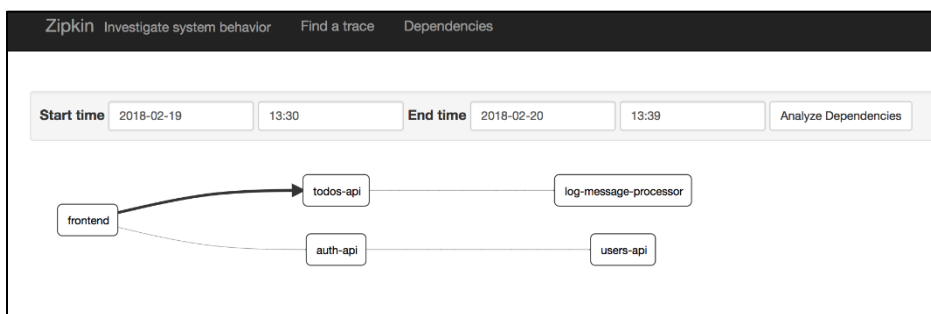 Zipkin Investigate system behavior Find a trace Dependencies
Start time 2018-02-19 13:30 End time 2018-02-20 13:39 Analyze Dependencies
todos-api log-message-processor
frontend
auth-api users-api